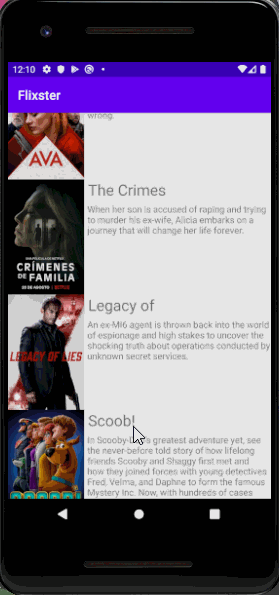 12:10
Flixster
wrong.
AVA
The Crimes
When her son is accused of raping and trying
to murder his ex-wife, Alicia embarks on a
journey that will change her life forever.
CRÍMENES
DE FAMILIA
20 DE AGOSTO | NETFLIX
Legacy of
An ex-MI6 agent is thrown back into the world
of espionage and high stakes to uncover the
shocking truth about operations conducted by
unknown secret services.
LEGACY OF LIES
Scoob!
In Scooby-Doo's greatest adventure yet, see
the never-before told story of how lifelong
friends Scooby and Shaggy first met and
how they joined forces with young detectives
Fred, Velma, and Daphne to form the famous
Mystery Inc. Now, with hundreds of cases